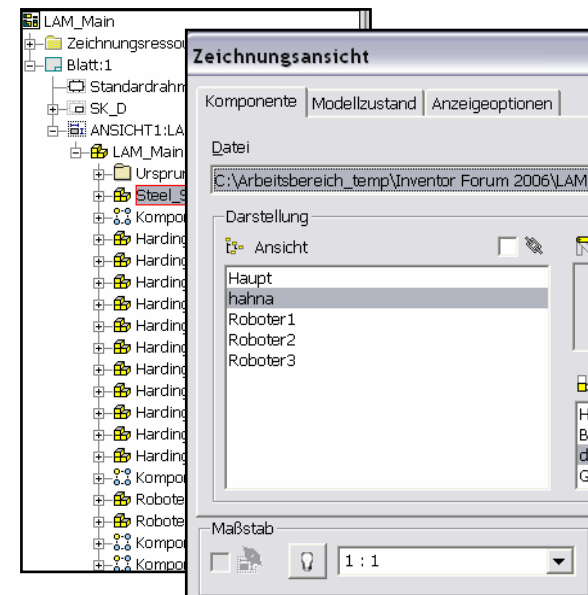 LAM_Main
Zeichnungsresso
Blatt:1
Standardrahm
SK_D
ANSICHT1:LA
LAM_Main
Ursprun
Steel_S
Kompo
Harding
Harding
Harding
Harding
Harding
Harding
Harding
Harding
Harding
Harding
Harding
Kompo
Robote
Robote
Kompo
Kompo
Zeichnungsansicht
Komponente
Modellzustand
Anzeigeoptionen
Datei
C:\Arbeitsbereich_temp\Inventor Forum 2006\LAM
Darstellung
Ansicht
Haupt
hahna
Roboter1
Roboter2
Roboter3
H
B
d
G
Maßstab
1 : 1